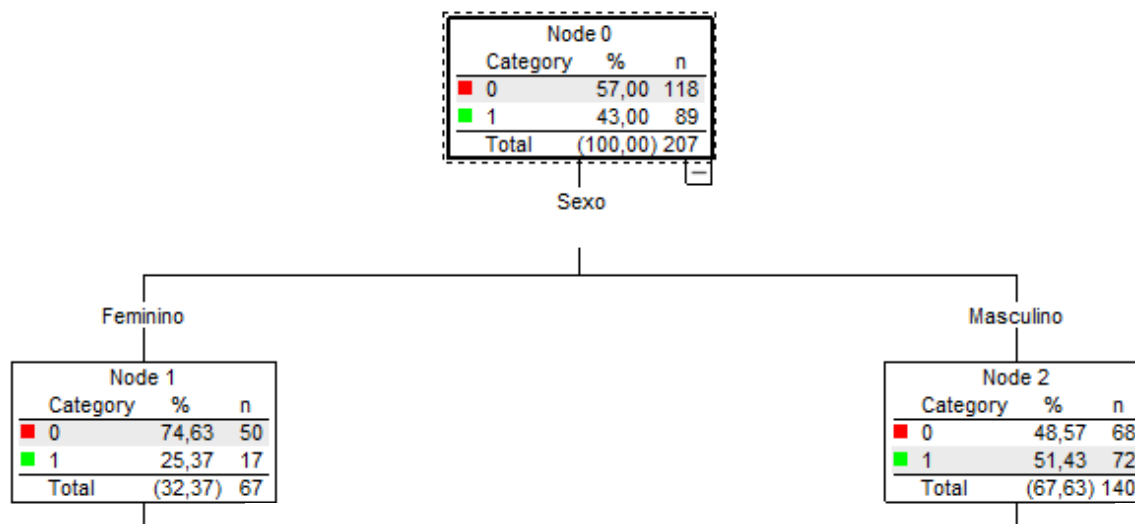 Node 0
Category % n
0 57,00 118
1 43,00 89
Total (100,00) 207
Sexo
Feminino
Masculino
Node 1
Category % n
0 74,63 50
1 25,37 17
Total (32,37) 67
Node 2
Category % n
0 48,57 68
1 51,43 72
Total (67,63) 140